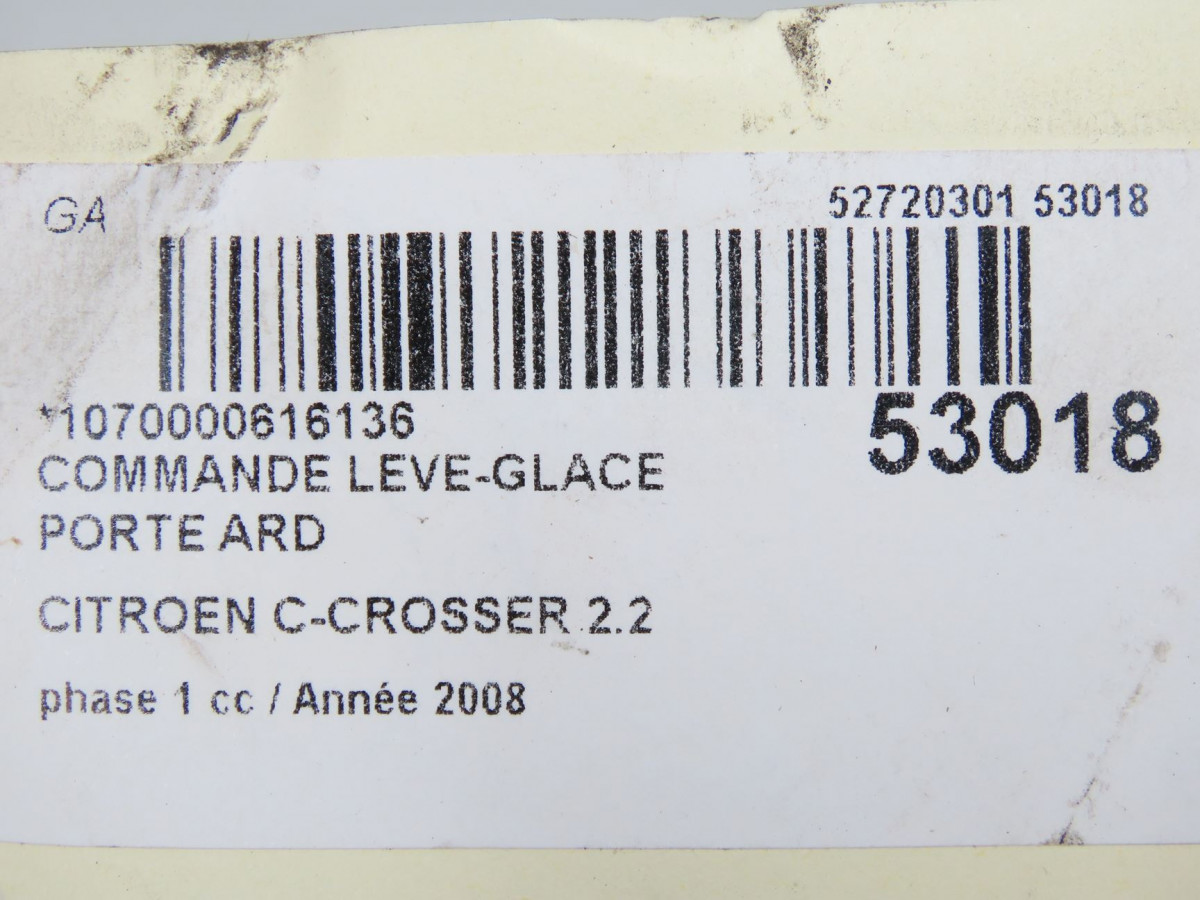 GA
52720301 53018
*1070000616136
53018
COMMANDE LEVE-GLACE
PORTE ARD
CITROEN C-CROSSER 2.2
phase 1 cc / Année 2008